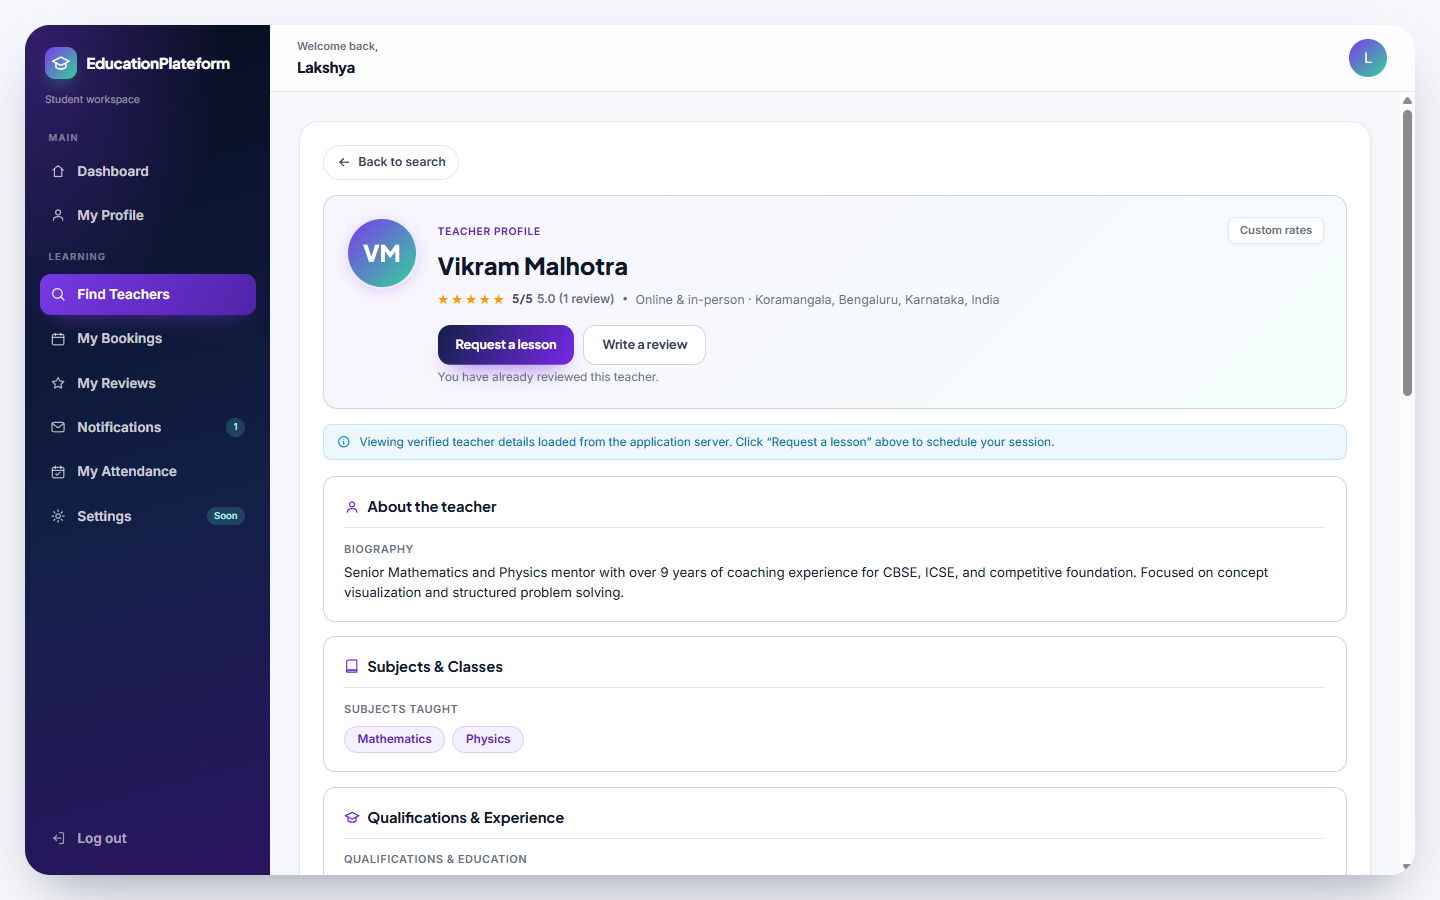 EducationPlateform
Student workspace
MAIN
Dashboard
My Profile
LEARNING
Find Teachers
My Bookings
My Reviews
Notifications 1
My Attendance
Settings Soon
Log out
Welcome back,
Lakshya
L
Back to search
VM
TEACHER PROFILE
Custom rates
Vikram Malhotra
★★★★★ 5/5 5.0 (1 review) • Online & in-person · Koramangala, Bengaluru, Karnataka, India
Request a lesson Write a review
You have already reviewed this teacher.
Viewing verified teacher details loaded from the application server. Click “Request a lesson” above to schedule your session.
About the teacher
BIOGRAPHY
Senior Mathematics and Physics mentor with over 9 years of coaching experience for CBSE, ICSE, and competitive foundation. Focused on concept
visualization and structured problem solving.
Subjects & Classes
SUBJECTS TAUGHT
Mathematics Physics
Qualifications & Experience
QUALIFICATIONS & EDUCATION